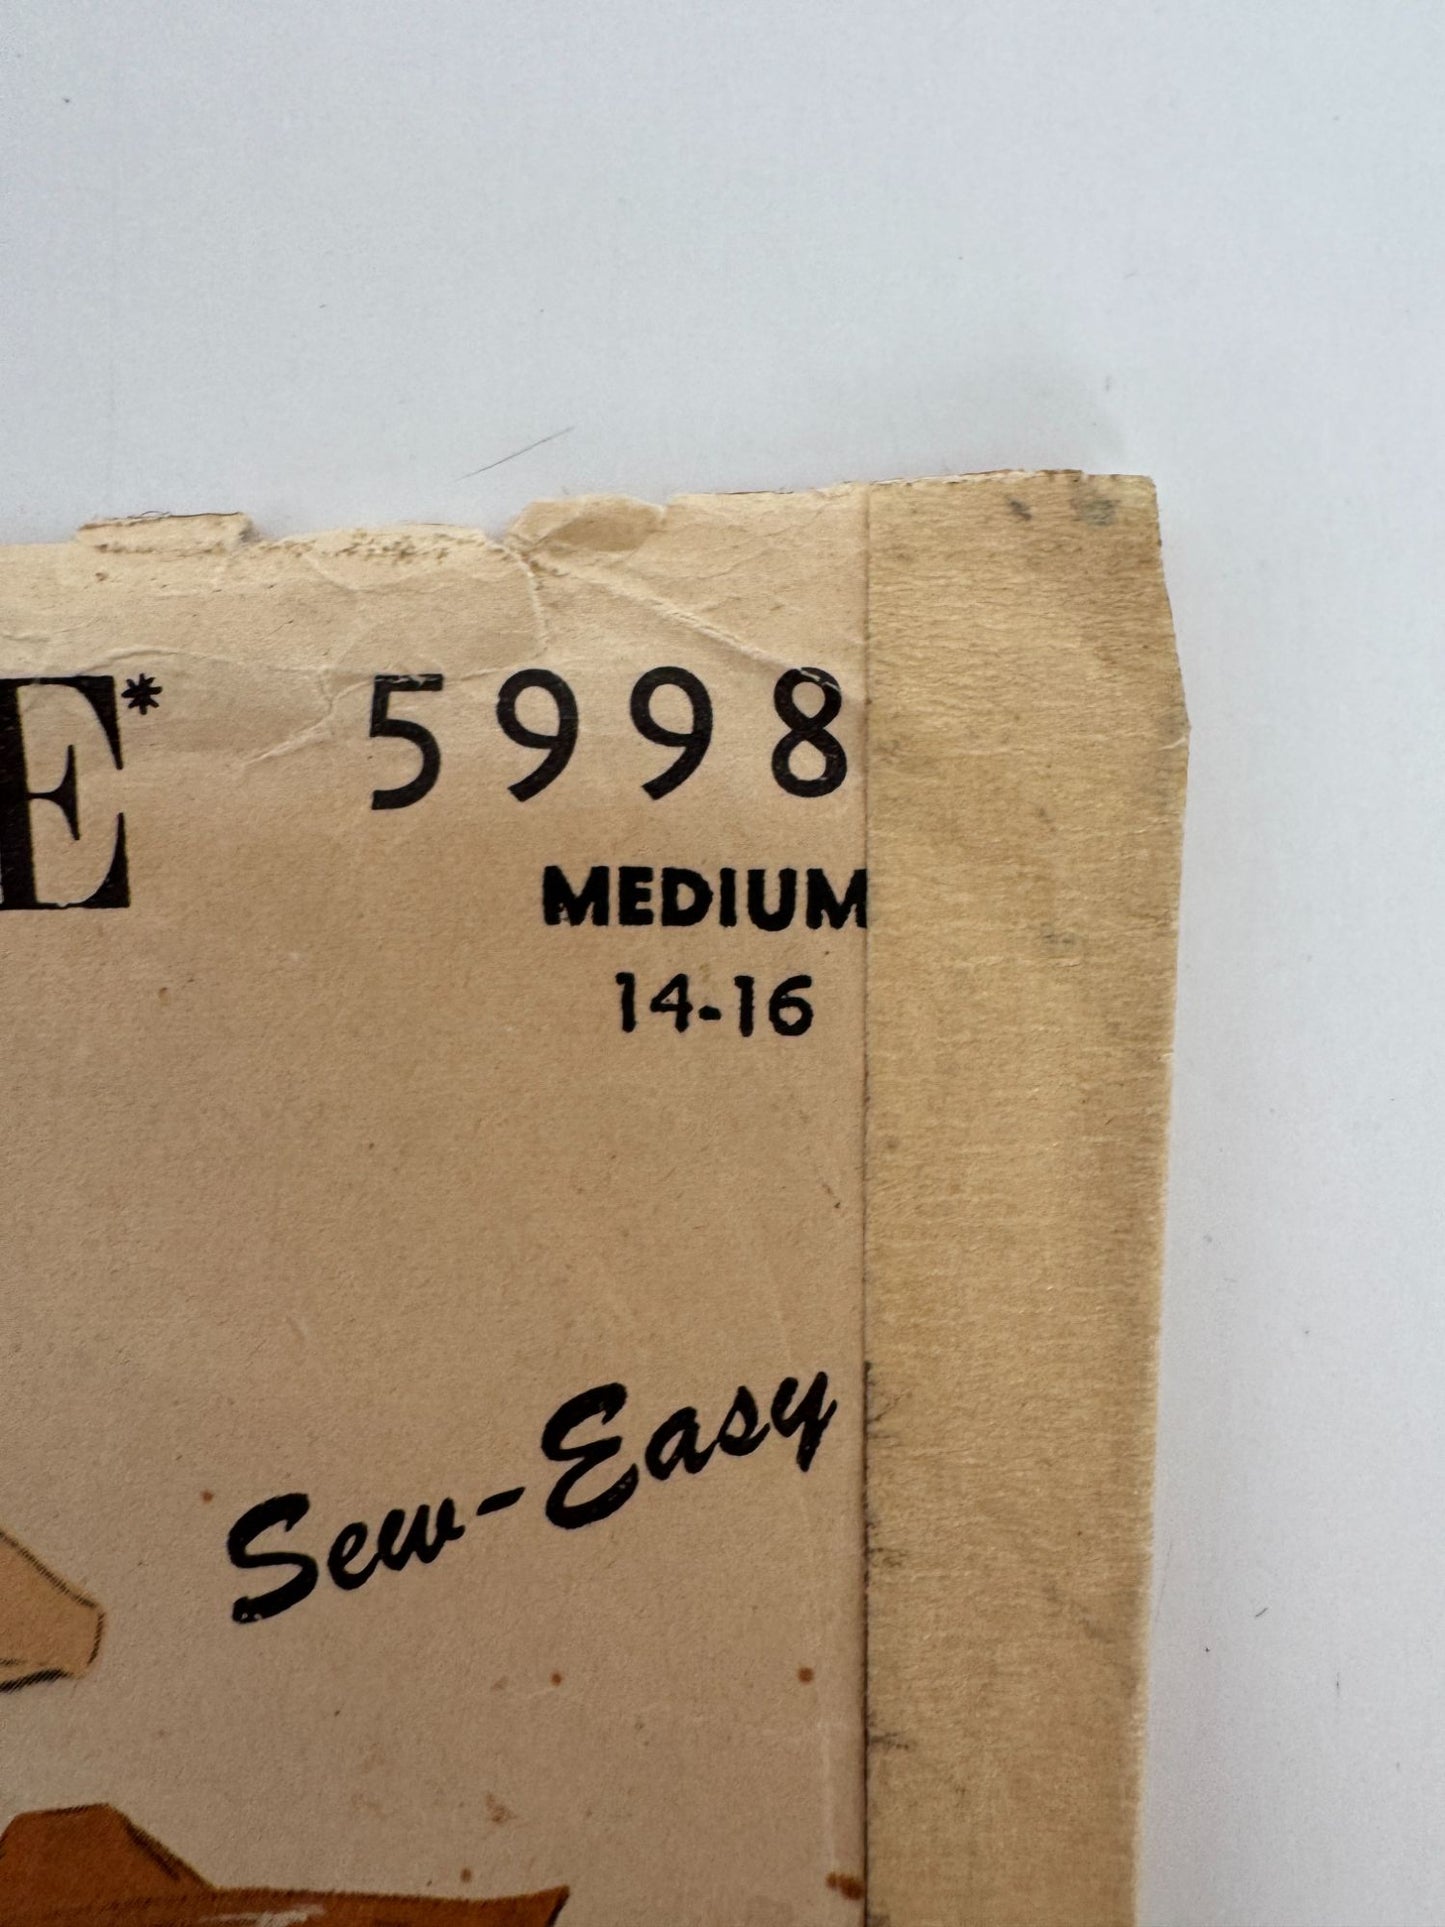 E* 5998
MEDIUM
14-16
Sew-Easy